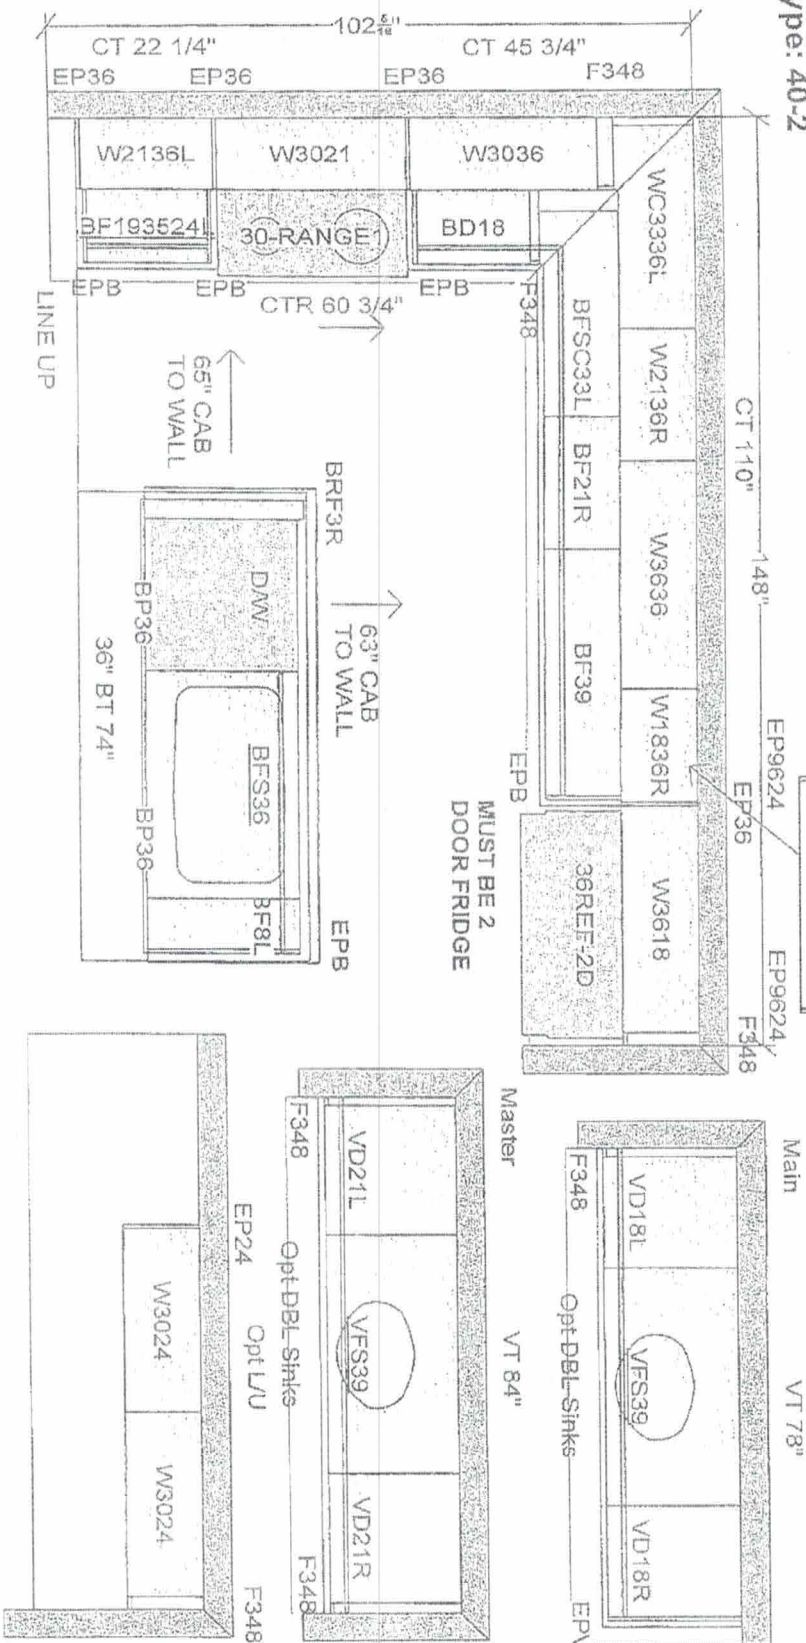 ype: 40-2
102 5/16"
CT 22 1/4"
CT 45 3/4"
EP36
EP36
EP36
F348
W2136L
W3021
W3036
BF193524L
30-RANGE1
BD18
EPB
EPB
EPB
F348
CTR 60 3/4"
LINE UP
65" CAB
TO WALL
63" CAB
TO WALL
WC3336L
W2136R
W3636
W1836R
W3618
CT 110"
148"
EP9624
EP36
EP9624
F348
BFSC33L
BF21R
BF39
EPB
36REF-2D
MUST BE 2
DOOR FRIDGE
BRF3R
D/W
BFS36
BF8L
EPB
BP36
BP36
36" BT 74"
Main
VT 78"
F348
VD18L
VFS39
VD18R
Opt DBL Sinks
Master
VT 84"
F348
VD21L
VFS39
VD21R
F348
Opt DBL Sinks
EP24
Opt L/U
F348
W3024
W3024